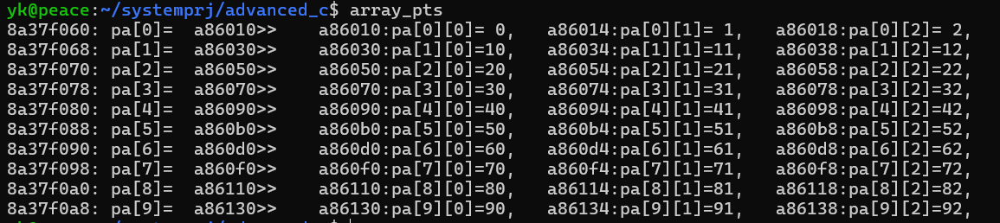 yk@peace:~/systemprj/advanced_c$ array_pts
8a37f060: pa[0]=  a86010>>    a86010:pa[0][0]= 0,   a86014:pa[0][1]= 1,   a86018:pa[0][2]= 2,
8a37f068: pa[1]=  a86030>>    a86030:pa[1][0]=10,   a86034:pa[1][1]=11,   a86038:pa[1][2]=12,
8a37f070: pa[2]=  a86050>>    a86050:pa[2][0]=20,   a86054:pa[2][1]=21,   a86058:pa[2][2]=22,
8a37f078: pa[3]=  a86070>>    a86070:pa[3][0]=30,   a86074:pa[3][1]=31,   a86078:pa[3][2]=32,
8a37f080: pa[4]=  a86090>>    a86090:pa[4][0]=40,   a86094:pa[4][1]=41,   a86098:pa[4][2]=42,
8a37f088: pa[5]=  a860b0>>    a860b0:pa[5][0]=50,   a860b4:pa[5][1]=51,   a860b8:pa[5][2]=52,
8a37f090: pa[6]=  a860d0>>    a860d0:pa[6][0]=60,   a860d4:pa[6][1]=61,   a860d8:pa[6][2]=62,
8a37f098: pa[7]=  a860f0>>    a860f0:pa[7][0]=70,   a860f4:pa[7][1]=71,   a860f8:pa[7][2]=72,
8a37f0a0: pa[8]=  a86110>>    a86110:pa[8][0]=80,   a86114:pa[8][1]=81,   a86118:pa[8][2]=82,
8a37f0a8: pa[9]=  a86130>>    a86130:pa[9][0]=90,   a86134:pa[9][1]=91,   a86138:pa[9][2]=92,